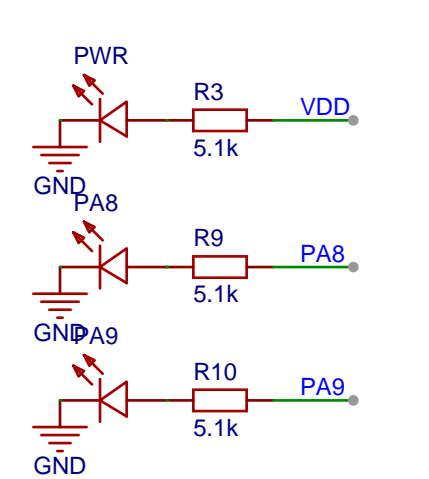 PWR
R3
VDD
5.1k
GND
PA8
R9
PA8
5.1k
GND
PA9
R10
PA9
5.1k
GND